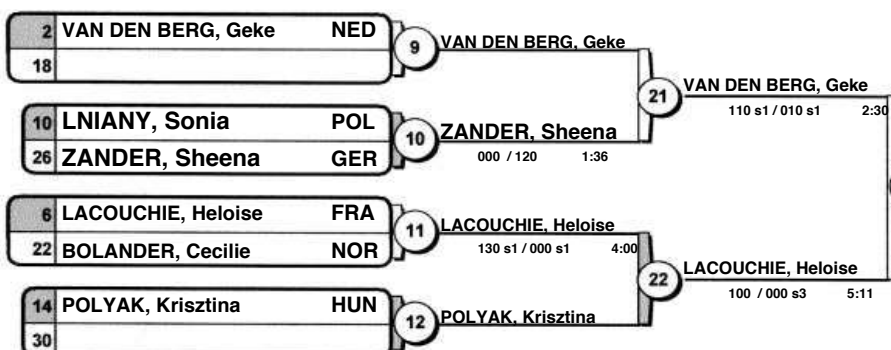 2 VAN DEN BERG, Geke NED
18
9 VAN DEN BERG, Geke
10 LNIANY, Sonia POL
26 ZANDER, Sheena GER
10 ZANDER, Sheena
000 / 120 1:36
21 VAN DEN BERG, Geke
110 s1 / 010 s1 2:30
6 LACOUCHIE, Heloise FRA
22 BOLANDER, Cecilie NOR
11 LACOUCHIE, Heloise
130 s1 / 000 s1 4:00
14 POLYAK, Krisztina HUN
30
12 POLYAK, Krisztina
22 LACOUCHIE, Heloise
100 / 000 s3 5:11